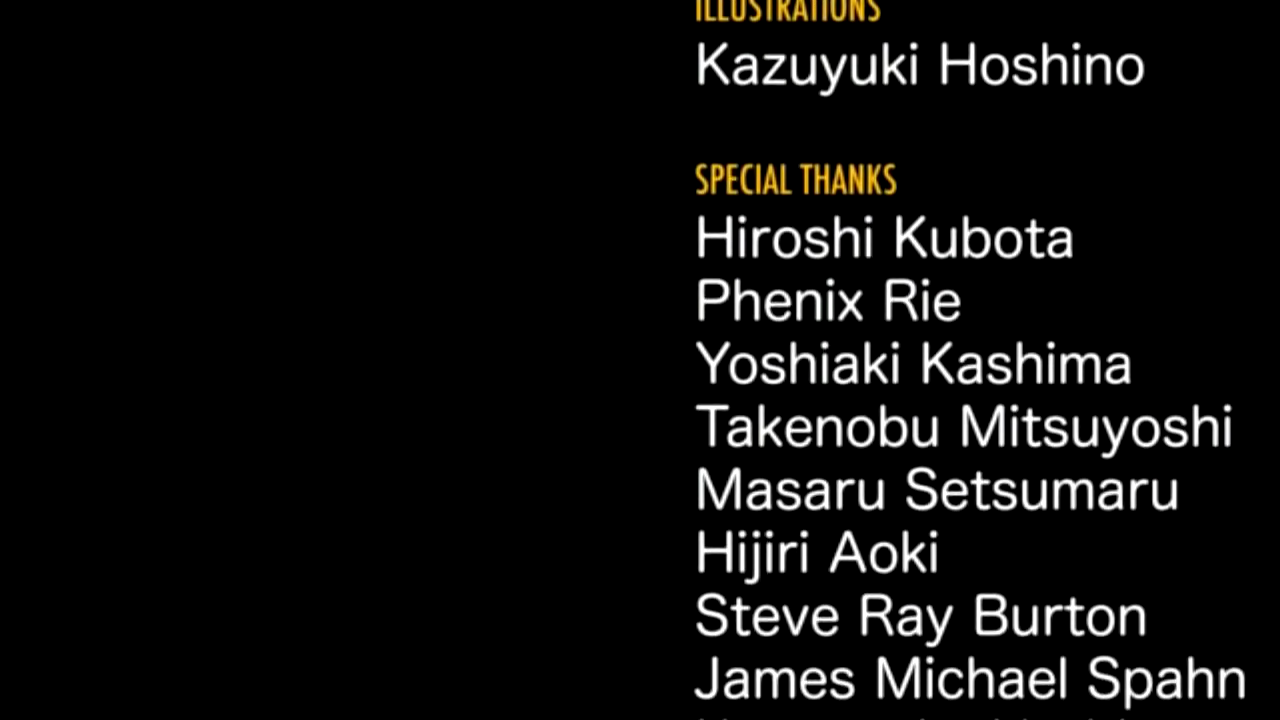 ILLUSTRATIONS
Kazuyuki Hoshino
SPECIAL THANKS
Hiroshi Kubota
Phenix Rie
Yoshiaki Kashima
Takenobu Mitsuyoshi
Masaru Setsumaru
Hijiri Aoki
Steve Ray Burton
James Michael Spahn